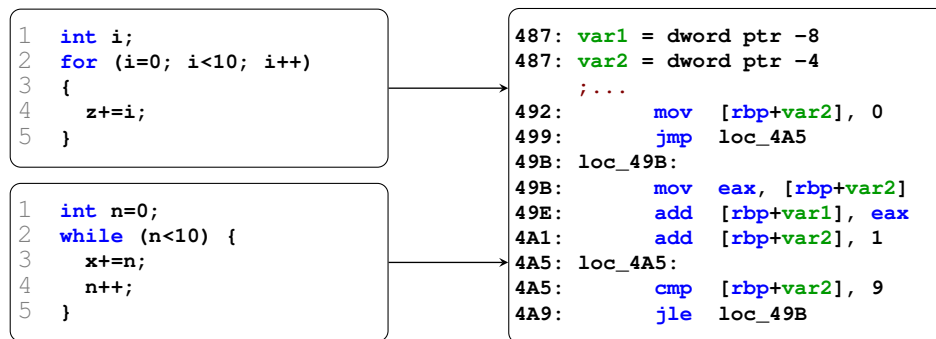 1 int i;
2 for (i=0; i<10; i++)
3 {
4 z+=i;
5 }
1 int n=0;
2 while (n<10) {
3 x+=n;
4 n++;
5 }
487: var1 = dword ptr -8
487: var2 = dword ptr -4
;...
492: mov [rbp+var2], 0
499: jmp loc_4A5
49B: loc_49B:
49B: mov eax, [rbp+var2]
49E: add [rbp+var1], eax
4A1: add [rbp+var2], 1
4A5: loc_4A5:
4A5: cmp [rbp+var2], 9
4A9: jle loc_49B